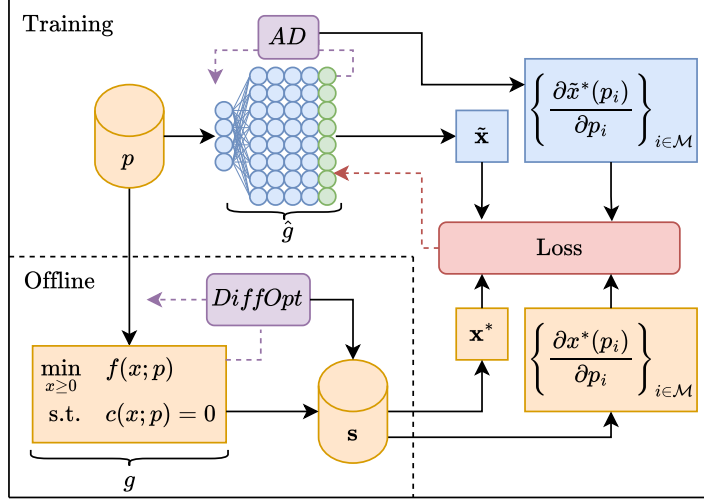 Training
AD
p
x̃
{ ∂x̃*(p_i) / ∂p_i }_{i∈ℳ}
ĝ
Loss
Offline
DiffOpt
x*
{ ∂x*(p_i) / ∂p_i }_{i∈ℳ}
min_{x≥0} f(x; p)
s.t. c(x; p) = 0
s
g